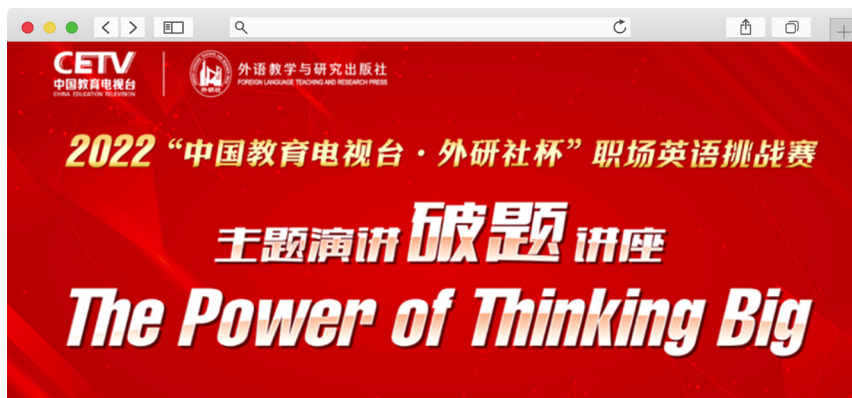 CETV
中国教育电视台
CHINA EDUCATION TELEVISION
外研社
外语教学与研究出版社
FOREIGN LANGUAGE TEACHING AND RESEARCH PRESS
2022“中国教育电视台·外研社杯”职场英语挑战赛
主题演讲破题讲座
The Power of Thinking Big